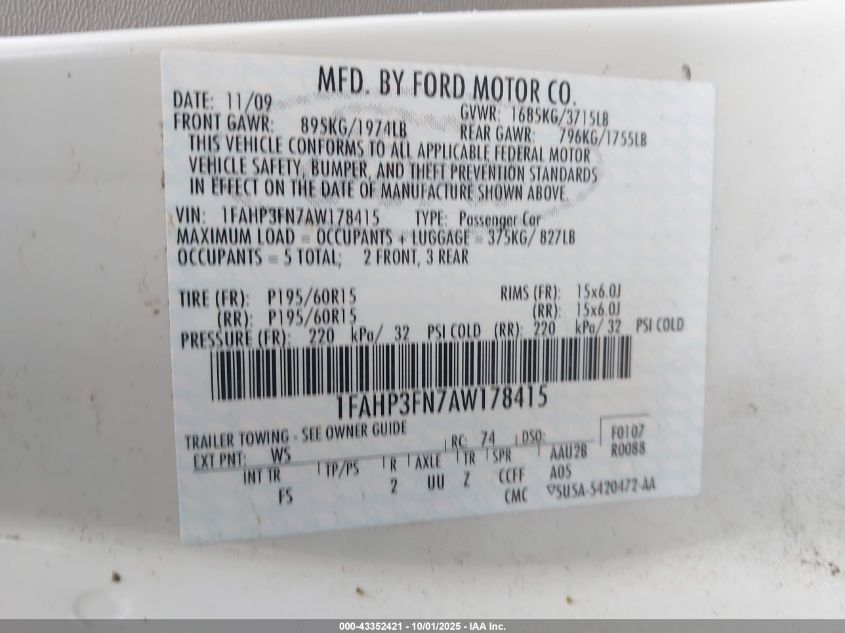 MFD. BY FORD MOTOR CO.
DATE: 11/09 GVWR: 1685KG/3715LB
FRONT GAWR: 895KG/1974LB REAR GAWR: 796KG/1755LB
THIS VEHICLE CONFORMS TO ALL APPLICABLE FEDERAL MOTOR
VEHICLE SAFETY, BUMPER, AND THEFT PREVENTION STANDARDS
IN EFFECT ON THE DATE OF MANUFACTURE SHOWN ABOVE.
VIN: 1FAHP3FN7AW178415 TYPE: Passenger Car
MAXIMUM LOAD = OCCUPANTS + LUGGAGE = 375KG/ 827LB
OCCUPANTS = 5 TOTAL; 2 FRONT, 3 REAR
TIRE (FR): P195/60R15 RIMS (FR): 15x6.0J
(RR): P195/60R15 (RR): 15x6.0J
PRESSURE (FR): 220 kPa/ 32 PSI COLD (RR): 220 kPa/ 32 PSI COLD
1FAHP3FN7AW178415
TRAILER TOWING - SEE OWNER GUIDE
EXT PNT: WS RC: 74 DSO: F0107
R0088
INT TR TP/PS R AXLE TR SPR AAU2B
FS 2 UU Z CCFF A05
CMC SU5A-5420472-AA
000-43352421 - 10/01/2025 - IAA Inc.